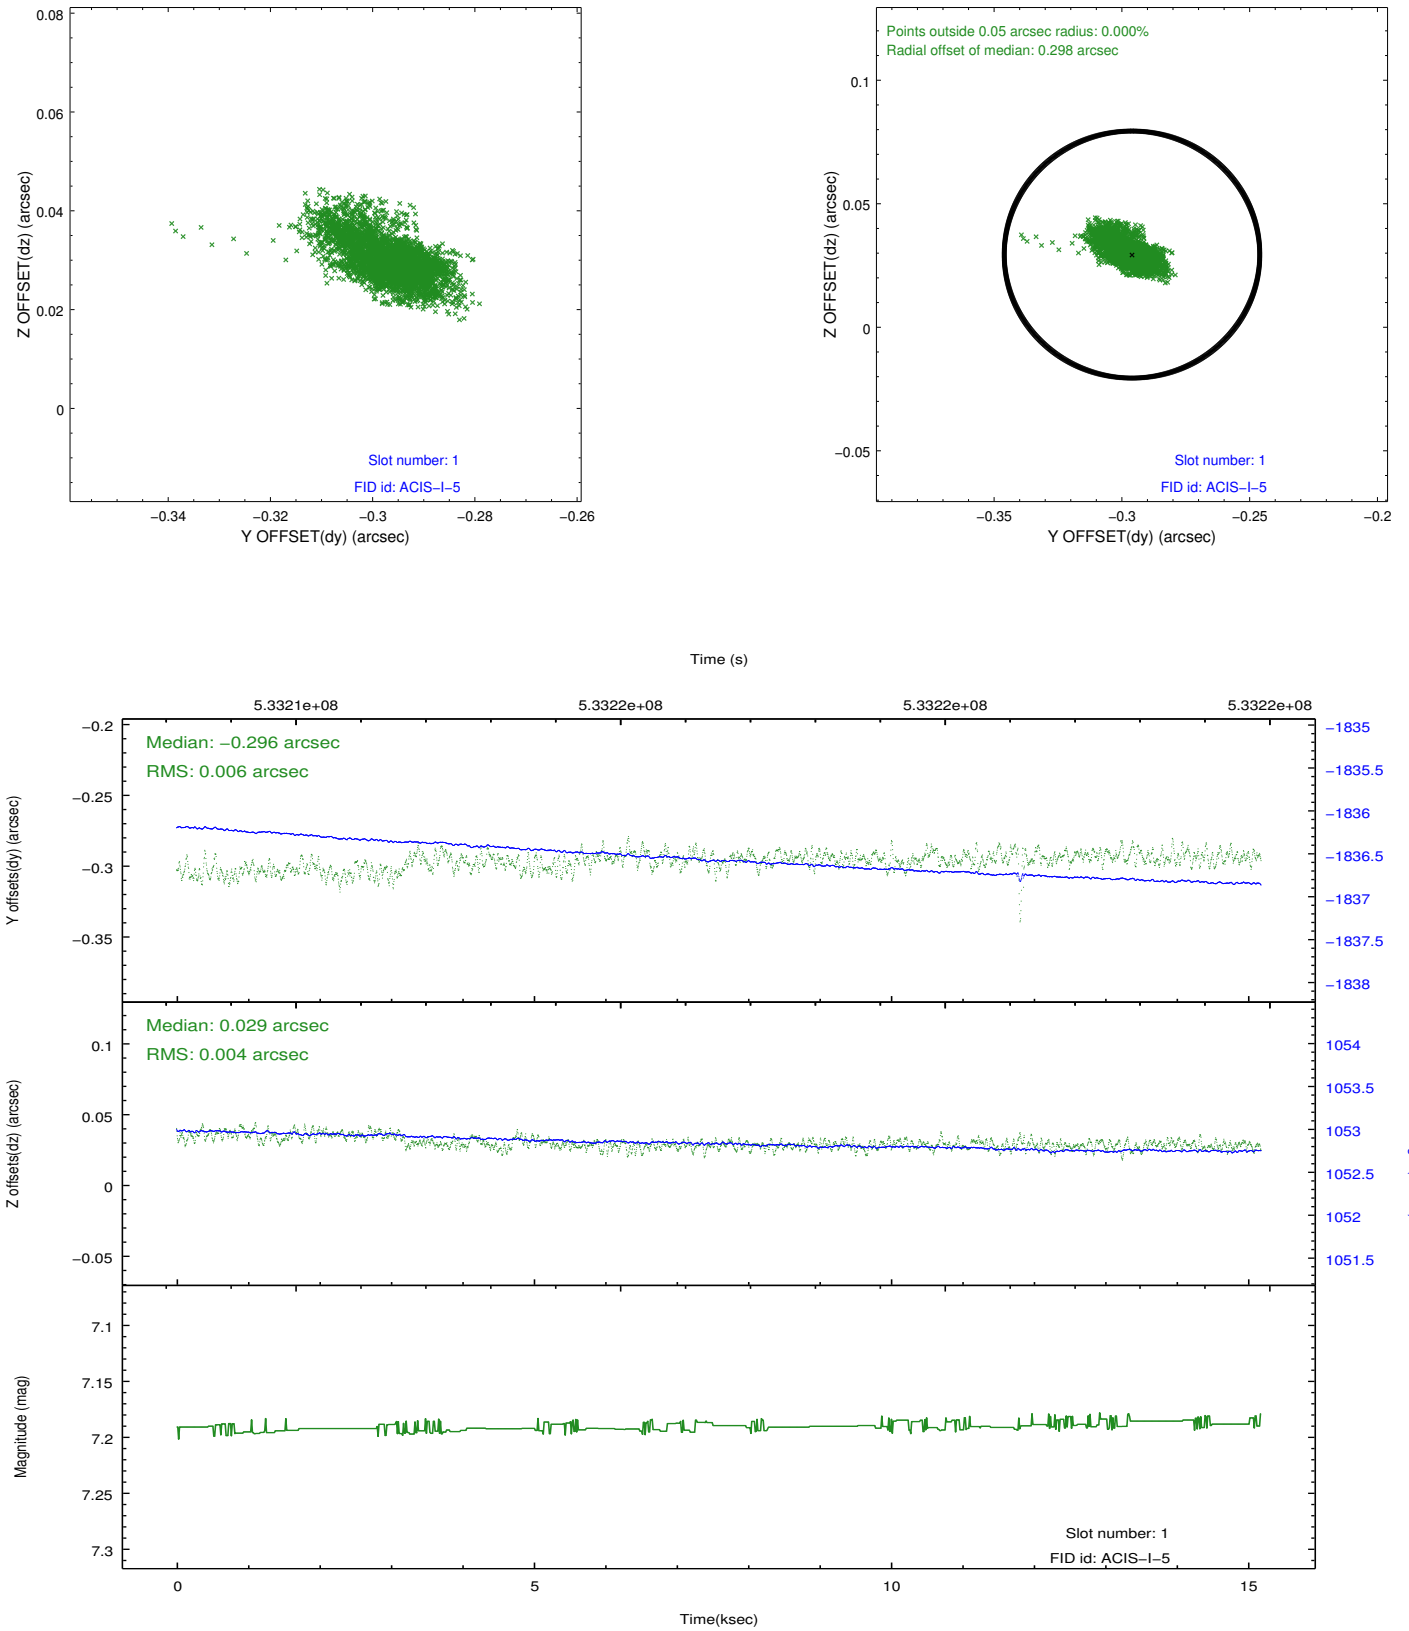 0.08
0.06
0.04
0.02
0
Z OFFSET(dz) (arcsec)
Slot number: 1
FID id: ACIS−I−5
−0.34
−0.32
−0.3
−0.28
−0.26
Y OFFSET(dy) (arcsec)
Points outside 0.05 arcsec radius: 0.000%
Radial offset of median: 0.298 arcsec
0.1
0.05
0
−0.05
Z OFFSET(dz) (arcsec)
Slot number: 1
FID id: ACIS−I−5
−0.35
−0.3
−0.25
−0.2
Y OFFSET(dy) (arcsec)
Time (s)
5.3321e+08
5.3322e+08
5.3322e+08
5.3322e+08
Median: −0.296 arcsec
RMS: 0.006 arcsec
−0.2
−0.25
−0.3
−0.35
Y offsets(dy) (arcsec)
−1835
−1835.5
−1836
−1836.5
−1837
−1837.5
−1838
Median: 0.029 arcsec
RMS: 0.004 arcsec
0.1
0.05
0
−0.05
Z offsets(dz) (arcsec)
1054
1053.5
1053
1052.5
1052
1051.5
7.1
7.15
7.2
7.25
7.3
Magnitude (mag)
Slot number: 1
FID id: ACIS−I−5
0
5
10
15
Time(ksec)